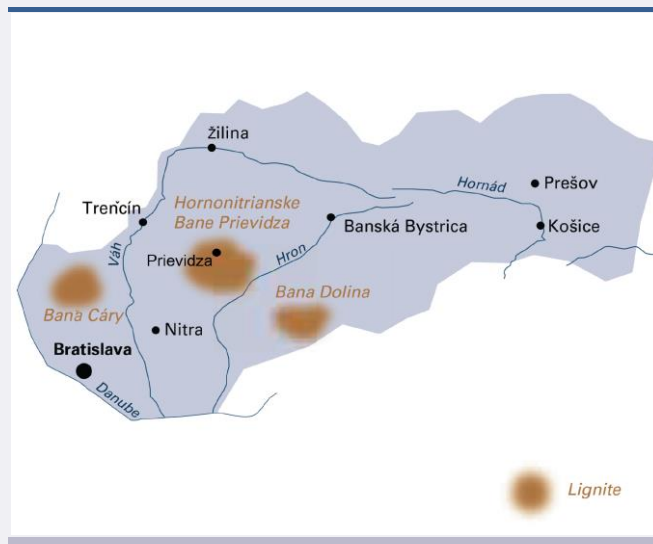 žilina
Hornád
Prešov
Trenčín
Hornonitrianske
Bane Prievidza
Banská Bystrica
Košice
Váh
Prievidza
Hron
Bana Dolina
Bana Cáry
Nitra
Bratislava
Danube
Lignite